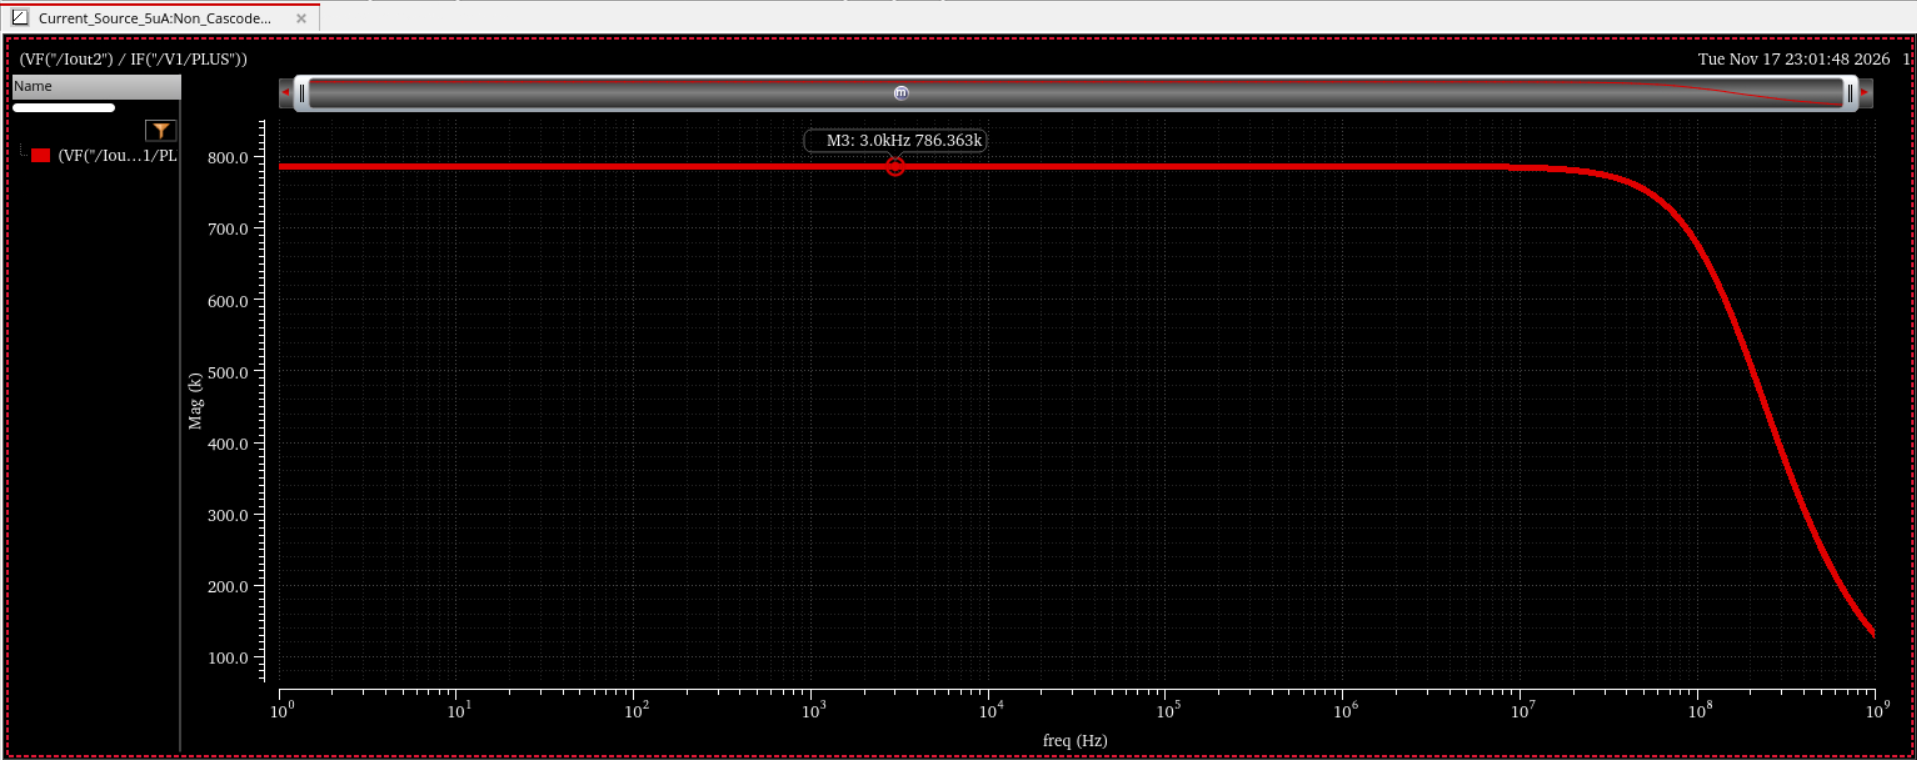 Current_Source_5uA:Non_Cascode...
(VF("/Iout2") / IF("/V1/PLUS"))
Tue Nov 17 23:01:48 2026 1
Name
(VF("/Iou...1/PL
M3: 3.0kHz 786.363k
800.0
700.0
600.0
500.0
400.0
300.0
200.0
100.0
Mag (k)
10^0 10^1 10^2 10^3 10^4 10^5 10^6 10^7 10^8 10^9
freq (Hz)